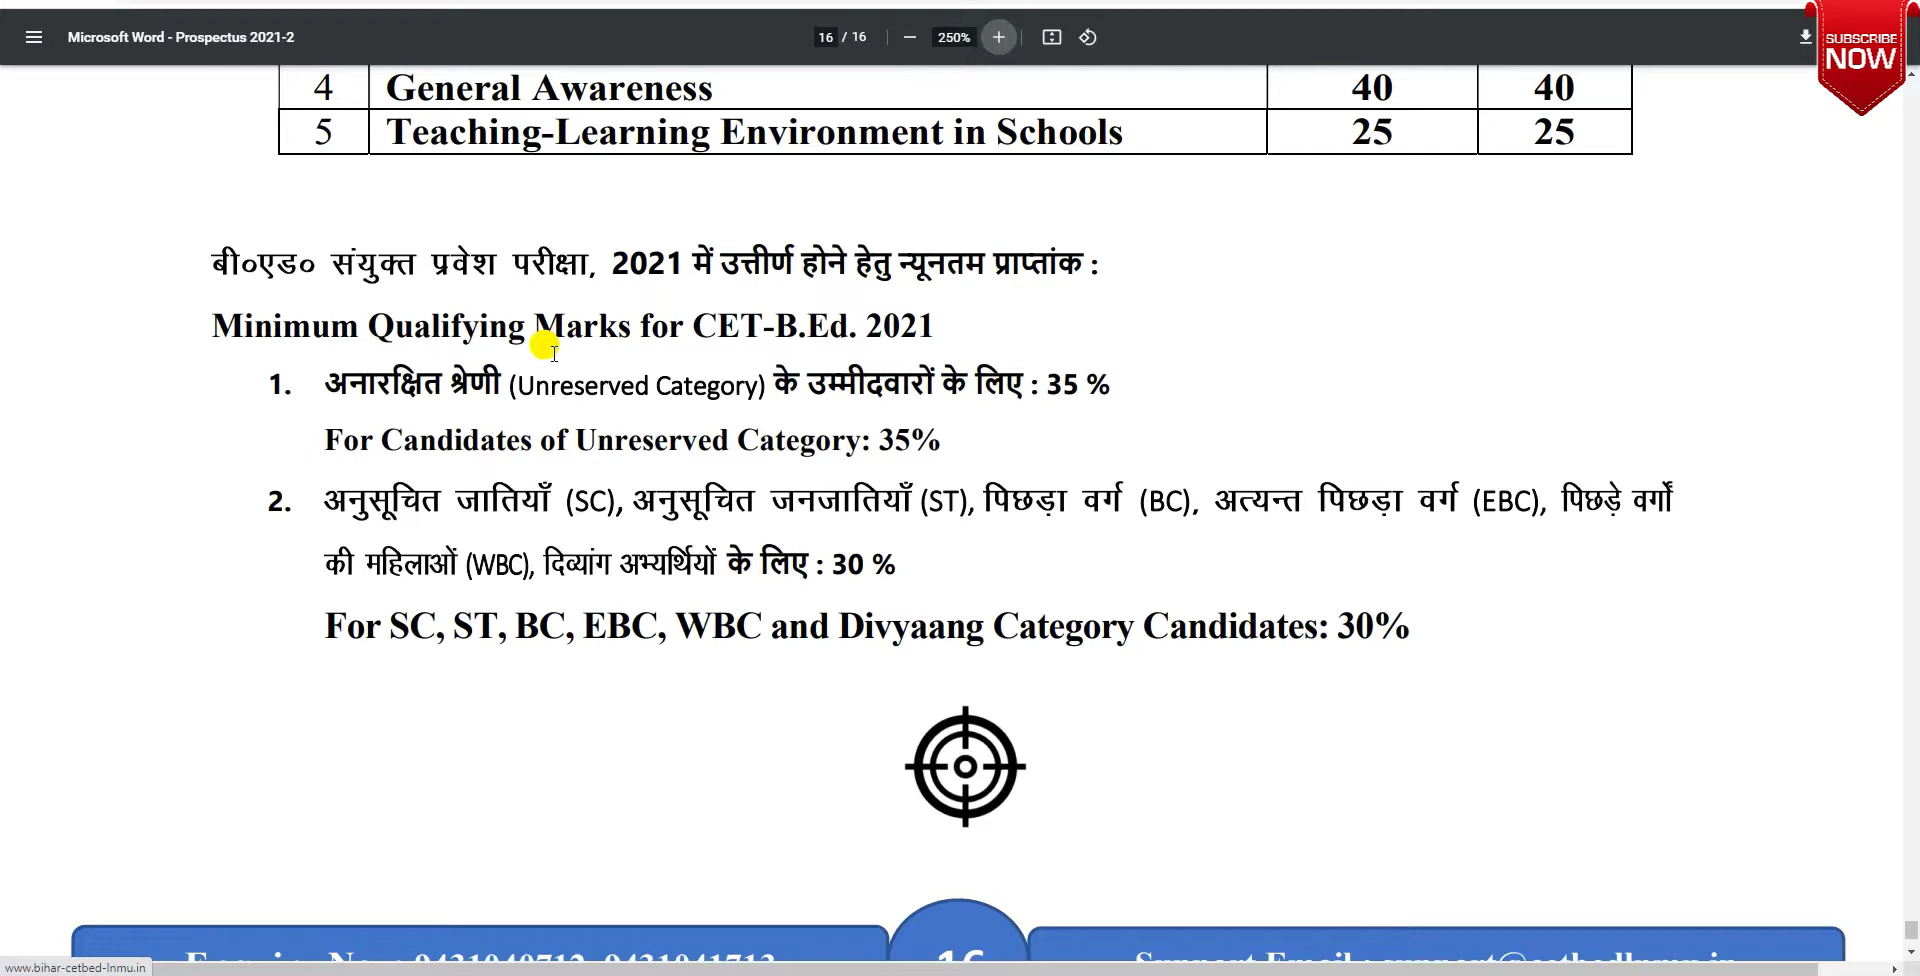 Microsoft Word - Prospectus 2021-2
16 / 16
250%
SUBSCRIBE
NOW
4 General Awareness 40 40
5 Teaching-Learning Environment in Schools 25 25
बी०एड० संयुक्त प्रवेश परीक्षा, 2021 में उत्तीर्ण होने हेतु न्यूनतम प्राप्तांक :
Minimum Qualifying Marks for CET-B.Ed. 2021
1. अनारक्षित श्रेणी (Unreserved Category) के उम्मीदवारों के लिए : 35 %
For Candidates of Unreserved Category: 35%
2. अनुसूचित जातियाँ (SC), अनुसूचित जनजातियाँ (ST), पिछड़ा वर्ग (BC), अत्यन्त पिछड़ा वर्ग (EBC), पिछड़े वर्गों
की महिलाओं (WBC), दिव्यांग अभ्यर्थियों के लिए : 30 %
For SC, ST, BC, EBC, WBC and Divyaang Category Candidates: 30%
16
www.bihar-cetbed-lnmu.in